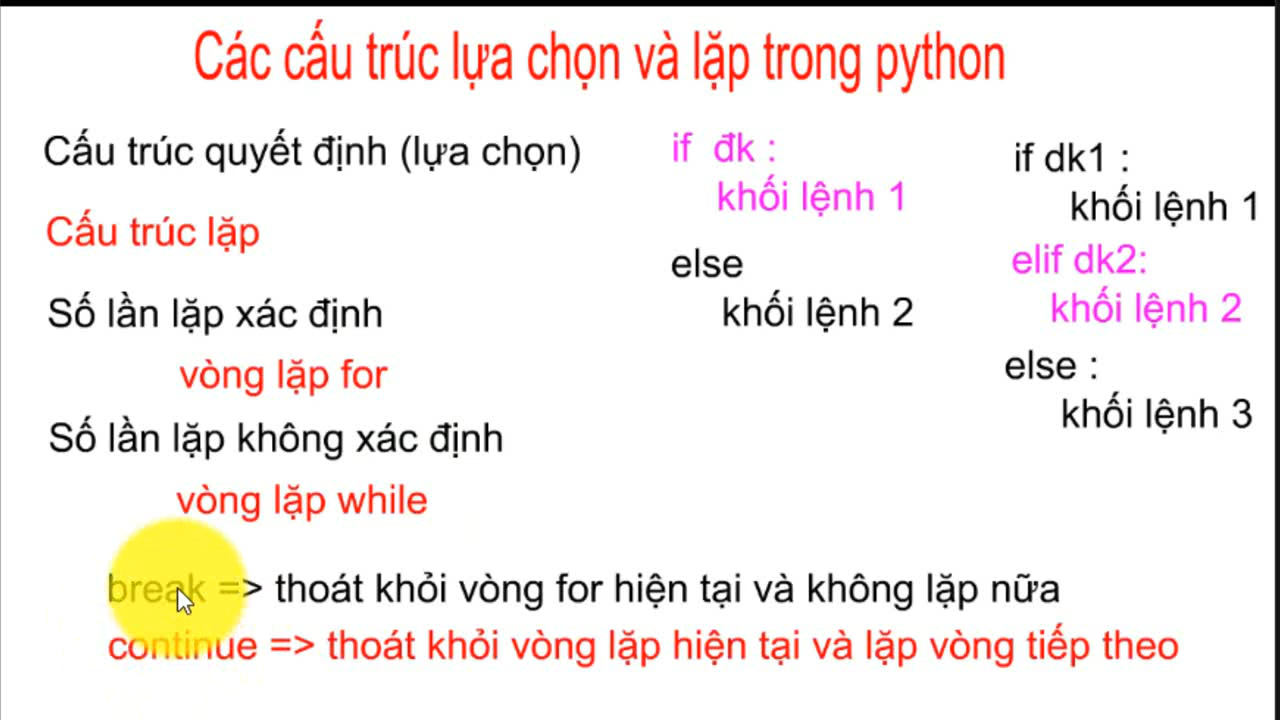 Các cấu trúc lựa chọn và lặp trong python
Cấu trúc quyết định (lựa chọn)
Cấu trúc lặp
Số lần lặp xác định
vòng lặp for
Số lần lặp không xác định
vòng lặp while
if đk :
khối lệnh 1
else
khối lệnh 2
if dk1 :
khối lệnh 1
elif dk2:
khối lệnh 2
else :
khối lệnh 3
break => thoát khỏi vòng for hiện tại và không lặp nữa
continue => thoát khỏi vòng lặp hiện tại và lặp vòng tiếp theo